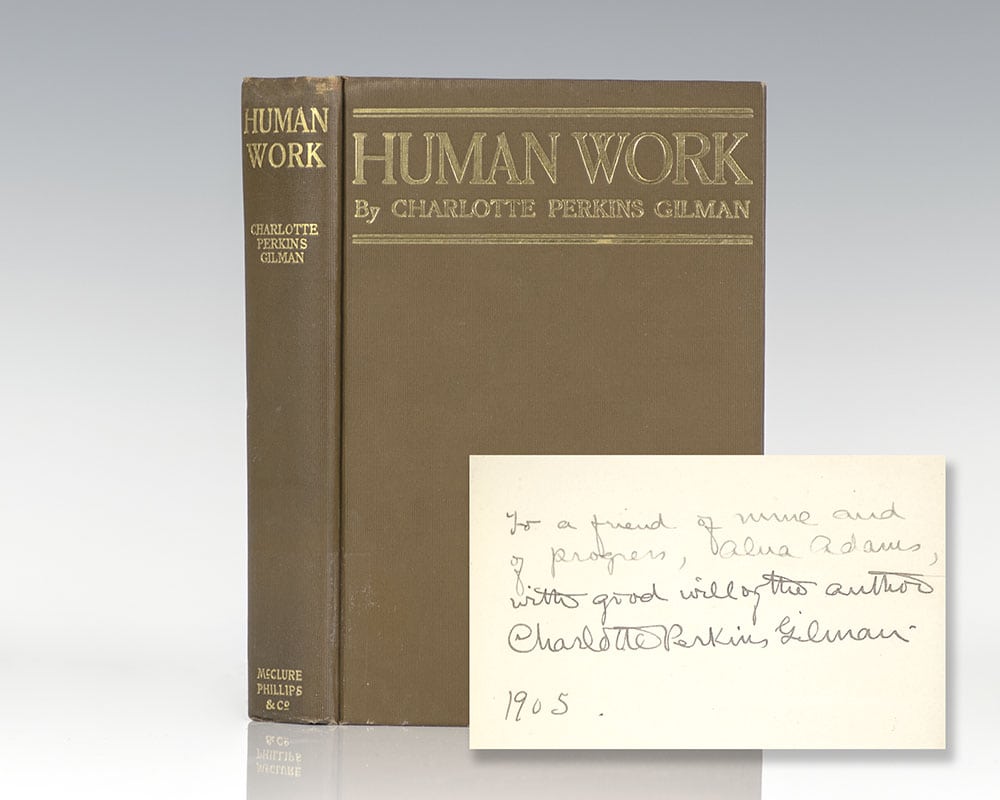 HUMAN
WORK
CHARLOTTE
PERKINS
GILMAN
McCLURE
PHILLIPS
& Co
HUMAN WORK
By CHARLOTTE PERKINS GILMAN
To a friend of mine and
of progress, Alna Adams,
with good will of the author
Charlotte Perkins Gilman
1905.